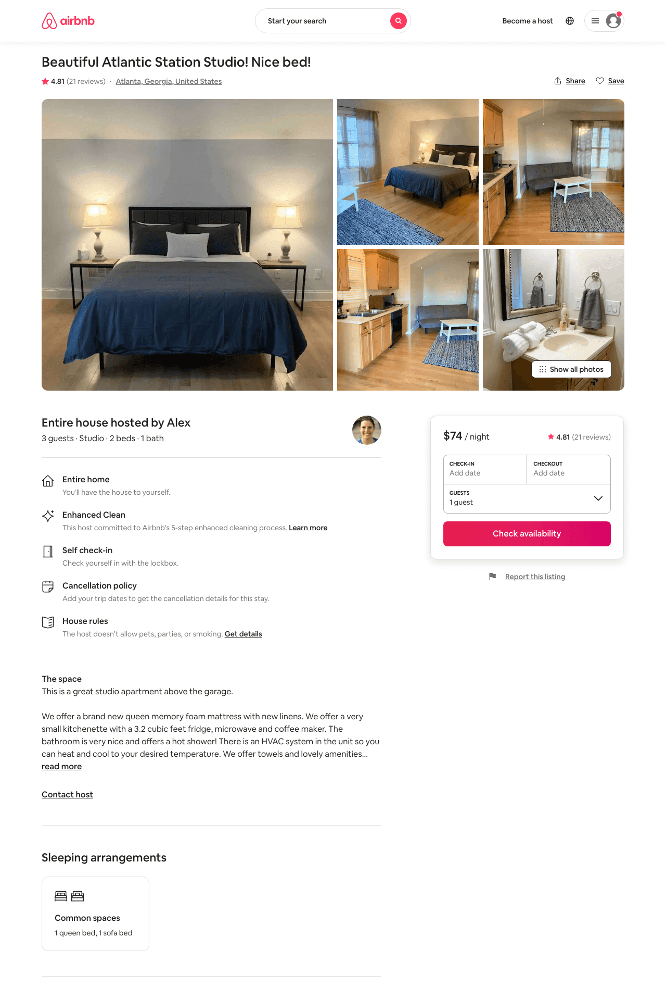 airbnb
Start your search
Become a host
Beautiful Atlantic Station Studio! Nice bed!
4.81 (21 reviews) · Atlanta, Georgia, United States
Share Save
Show all photos
Entire house hosted by Alex
3 guests · Studio · 2 beds · 1 bath
Entire home
You’ll have the house to yourself.
Enhanced Clean
This host committed to Airbnb's 5-step enhanced cleaning process. Learn more
Self check-in
Check yourself in with the lockbox.
Cancellation policy
Add your trip dates to get the cancellation details for this stay.
House rules
The host doesn’t allow pets, parties, or smoking. Get details
$74 / night
4.81 (21 reviews)
CHECK-IN
Add date
CHECKOUT
Add date
GUESTS
1 guest
Check availability
Report this listing
The space
This is a great studio apartment above the garage.
We offer a brand new queen memory foam mattress with new linens. We offer a very
small kitchenette with a 3.2 cubic feet fridge, microwave and coffee maker. The
bathroom is very nice and offers a hot shower! There is an HVAC system in the unit so you
can heat and cool to your desired temperature. We offer towels and lovely amenities…
read more
Contact host
Sleeping arrangements
Common spaces
1 queen bed, 1 sofa bed